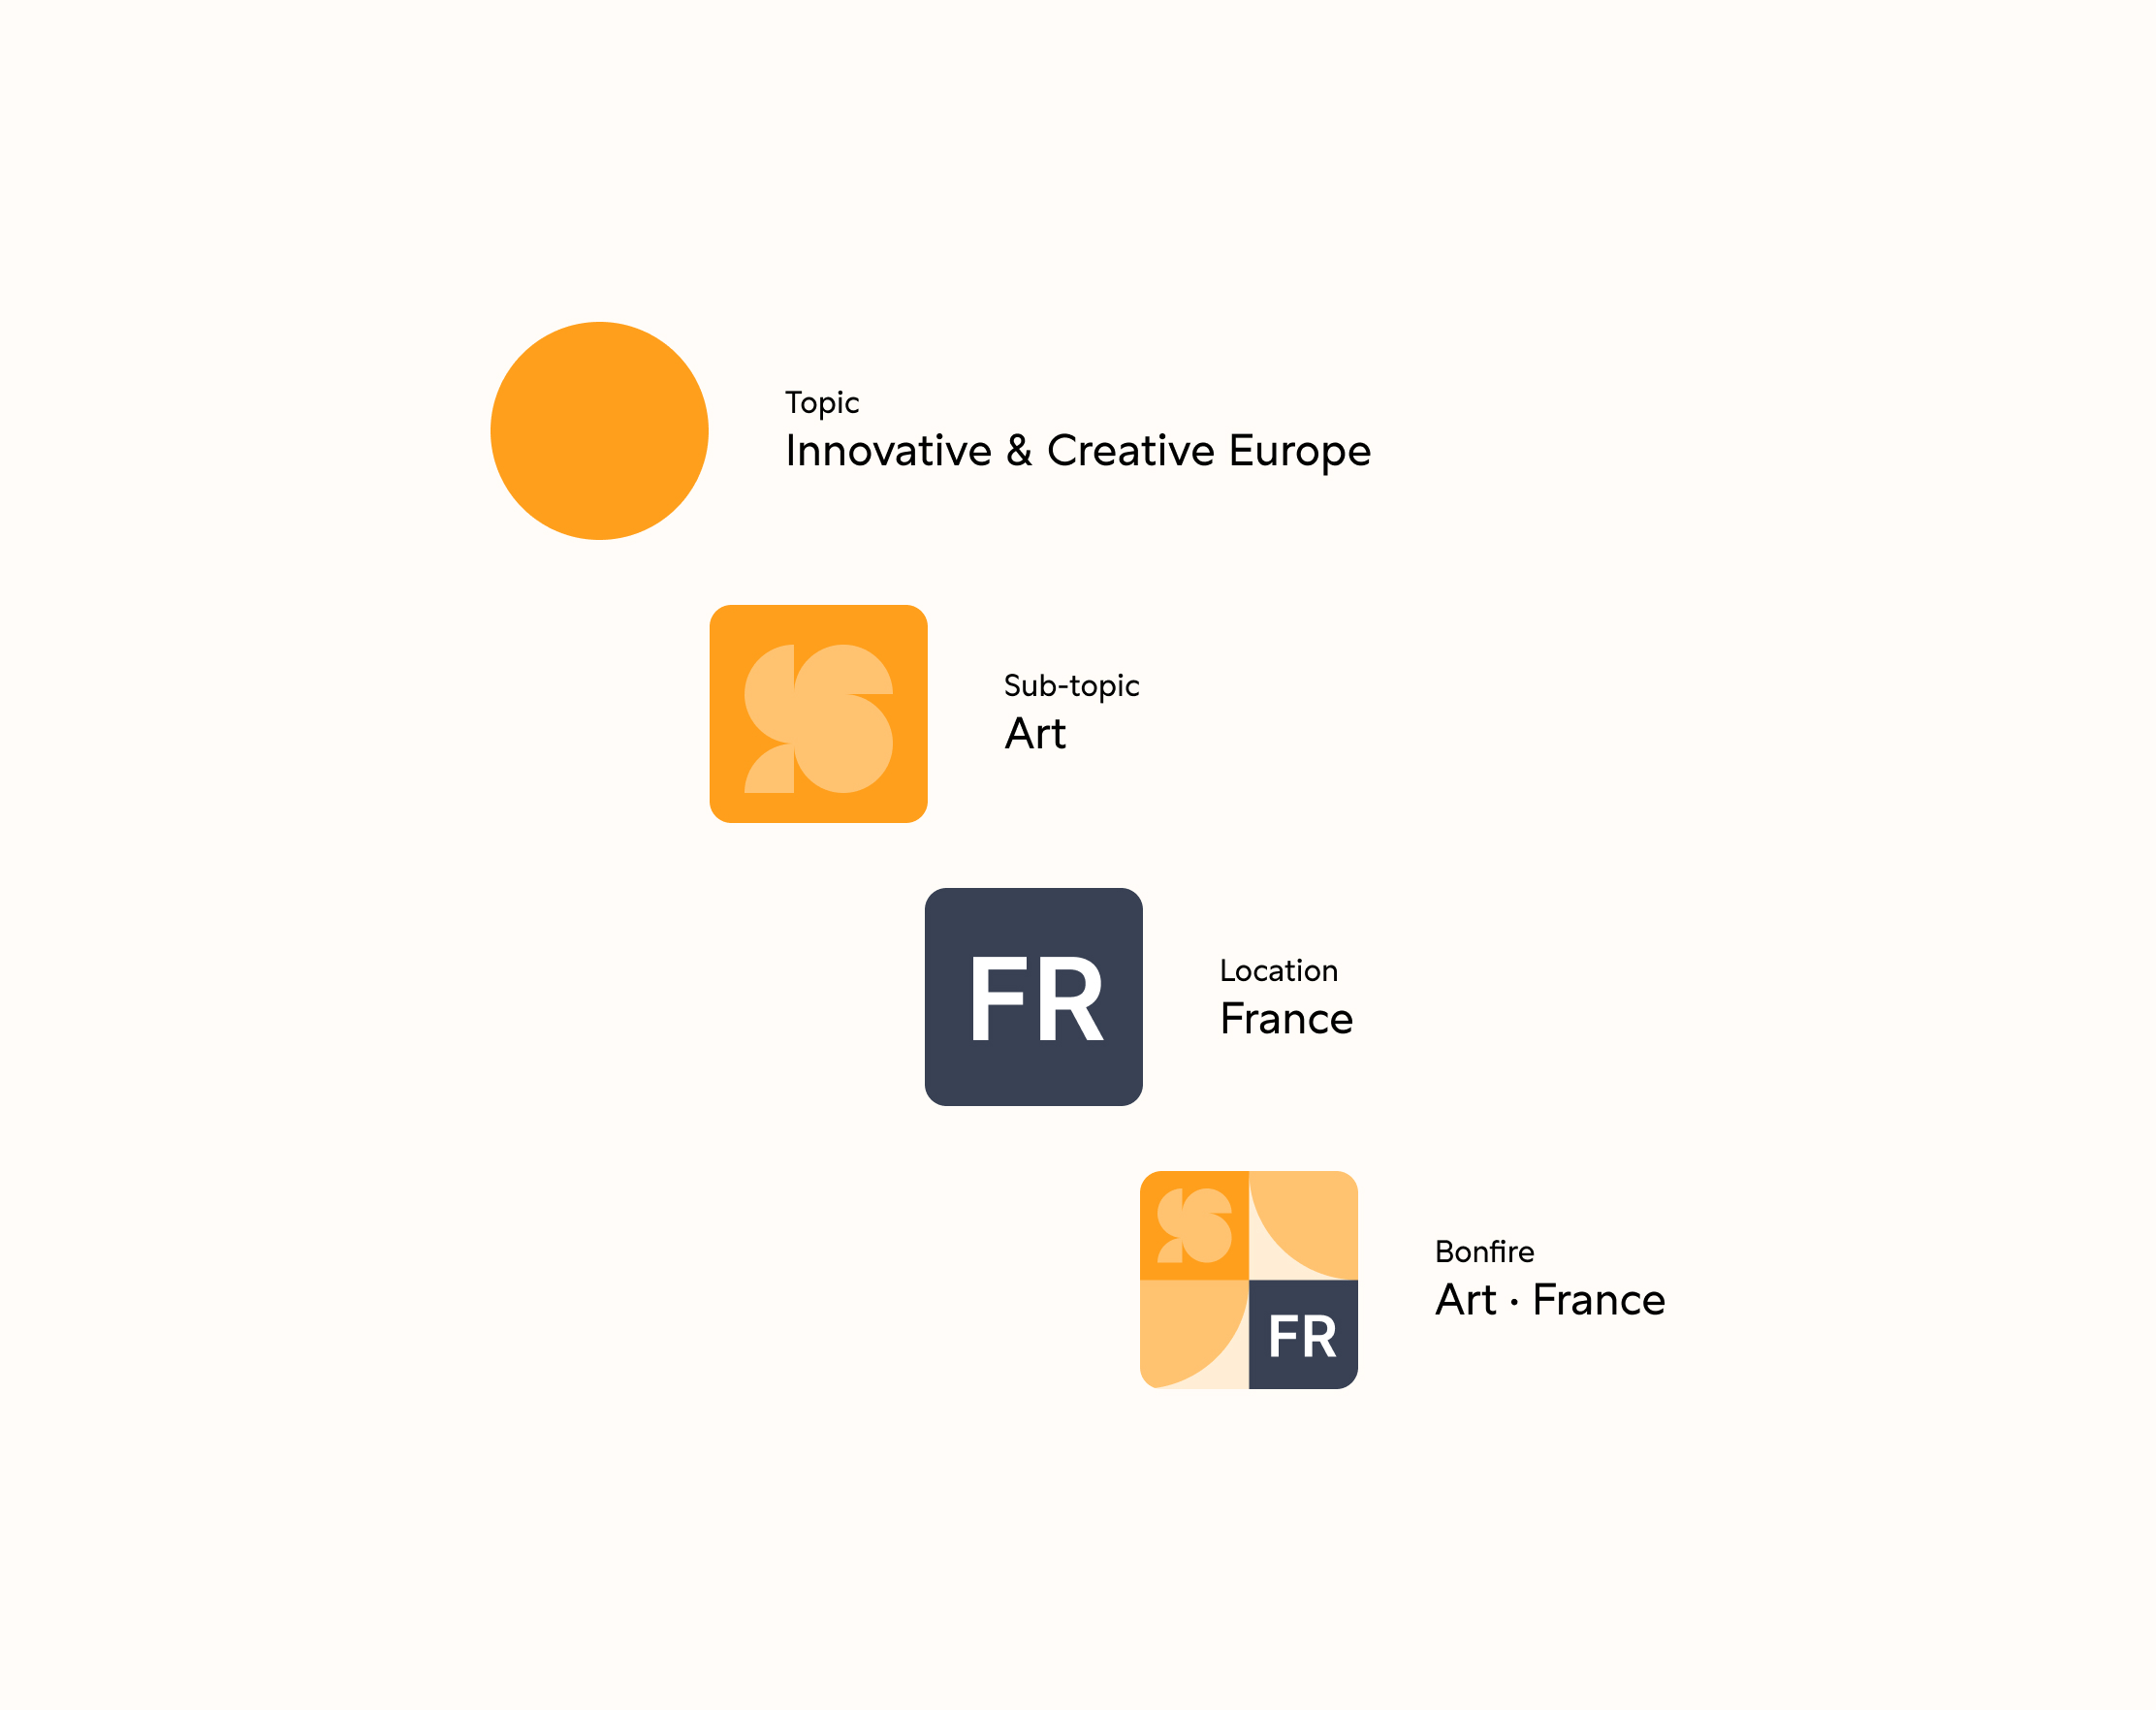 Topic
Innovative & Creative Europe
Sub-topic
Art
FR
Location
France
FR
Bonfire
Art · France